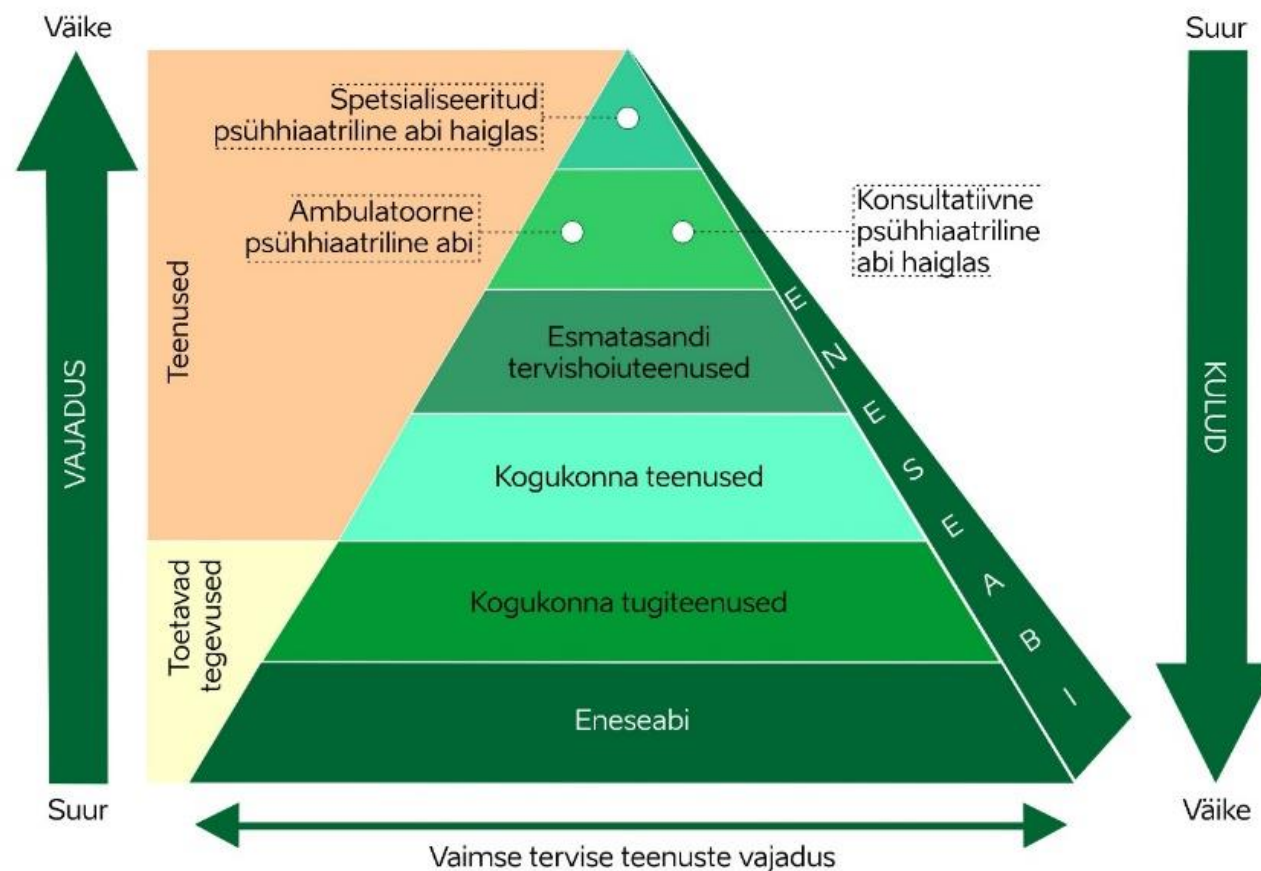 Väike
Suur
Spetsialiseeritud
psühhiaatriline abi haiglas
Ambulatoorne
psühhiaatriline abi
Konsultatiivne
psühhiaatriline
abi haiglas
Teenused
VAJADUS
KULUD
ENESEABI
Esmatasandi
tervishoiuteenused
Kogukonna teenused
Toetavad
tegevused
Kogukonna tugiteenused
Eneseabi
Suur
Väike
Vaimse tervise teenuste vajadus